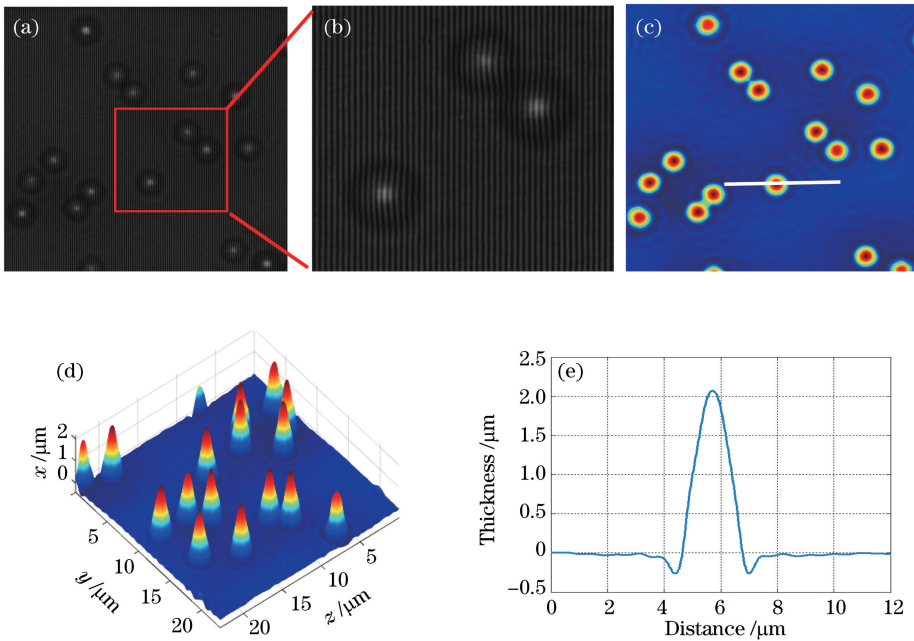 (a)
(b)
(c)
(d)
x /μm
2
1
0
5
10
15
20
y /μm
5
10
15
20
z /μm
(e)
Thickness /μm
2.5
2.0
1.5
1.0
0.5
0
−0.5
0 2 4 6 8 10 12
Distance /μm